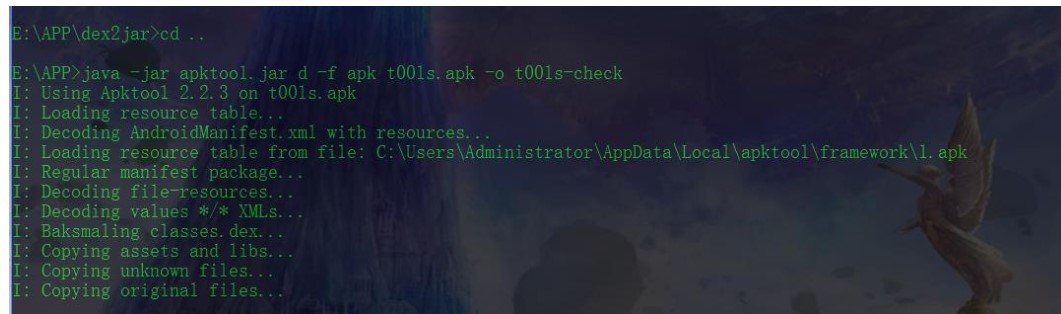 E:\APP\dex2jar>cd ..
E:\APP>java -jar apktool.jar d -f apk t00ls.apk -o t00ls-check
I: Using Apktool 2.2.3 on t00ls.apk
I: Loading resource table...
I: Decoding AndroidManifest.xml with resources...
I: Loading resource table from file: C:\Users\Administrator\AppData\Local\apktool\framework\1.apk
I: Regular manifest package...
I: Decoding file-resources...
I: Decoding values */* XMLs...
I: Baksmaling classes.dex...
I: Copying assets and libs...
I: Copying unknown files...
I: Copying original files...